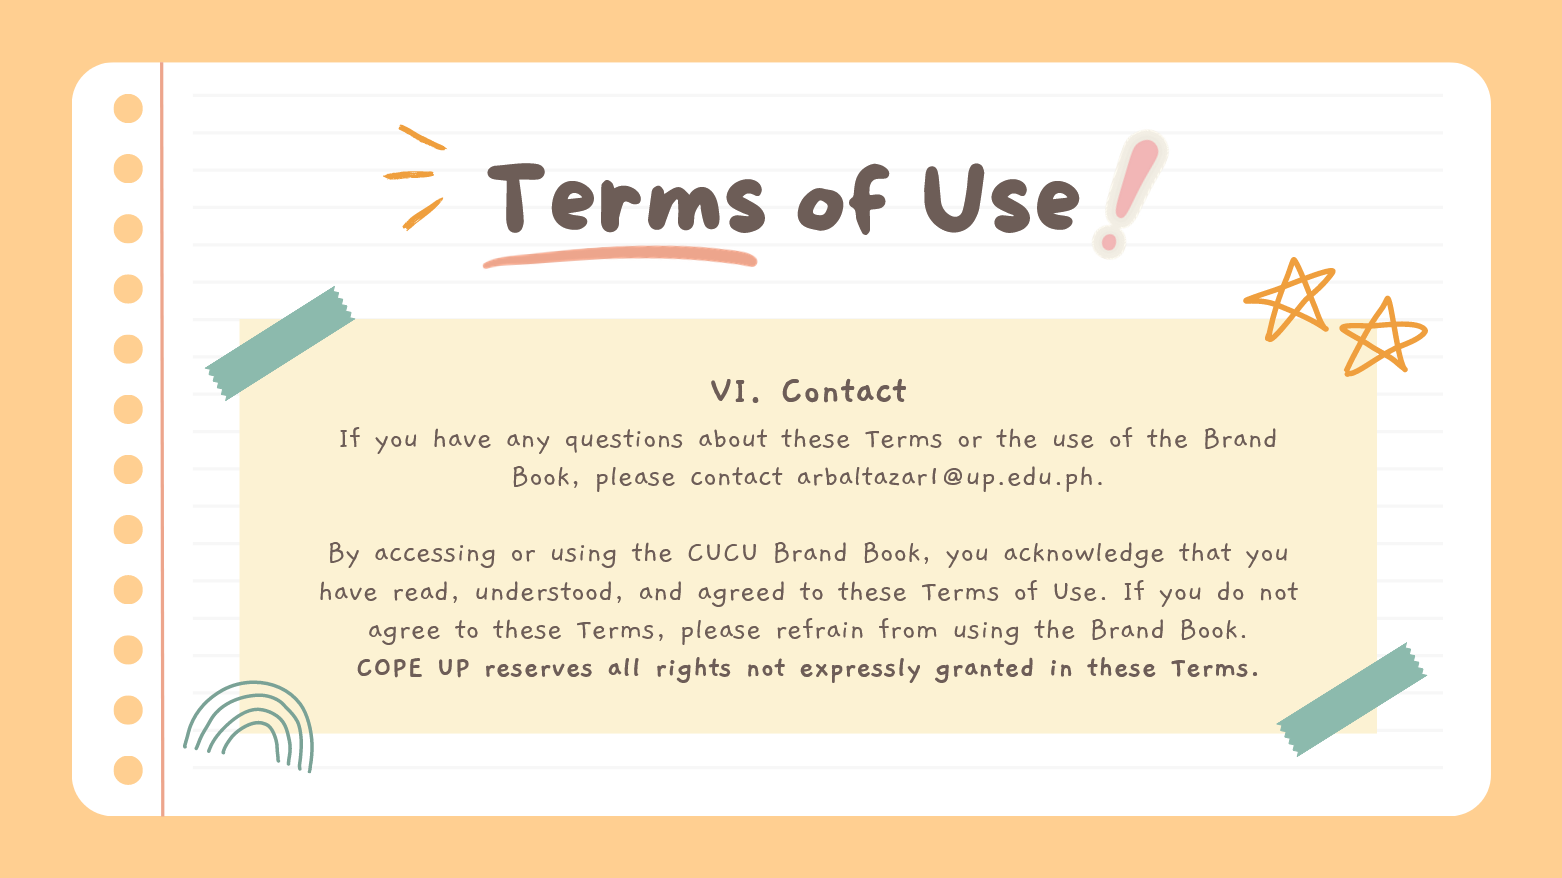 Terms of Use!
VI. Contact
If you have any questions about these Terms or the use of the Brand
Book, please contact arbaltazar1@up.edu.ph.
By accessing or using the CUCU Brand Book, you acknowledge that you
have read, understood, and agreed to these Terms of Use. If you do not
agree to these Terms, please refrain from using the Brand Book.
COPE UP reserves all rights not expressly granted in these Terms.